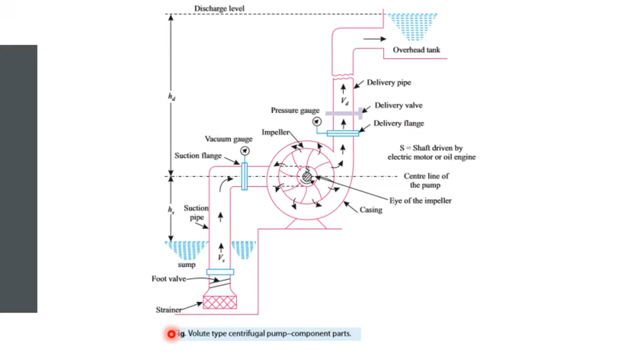 Discharge level
Overhead tank
Delivery pipe
h_d
V_d
Delivery valve
Pressure gauge
Delivery flange
Impeller
Vacuum gauge
S = Shaft driven by
electric motor or oil engine
Suction flange
Centre line of
the pump
Eye of the impeller
h_s
Suction
pipe
Casing
V_s
sump
Foot valve
Strainer
g. Volute type centrifugal pump–component parts.